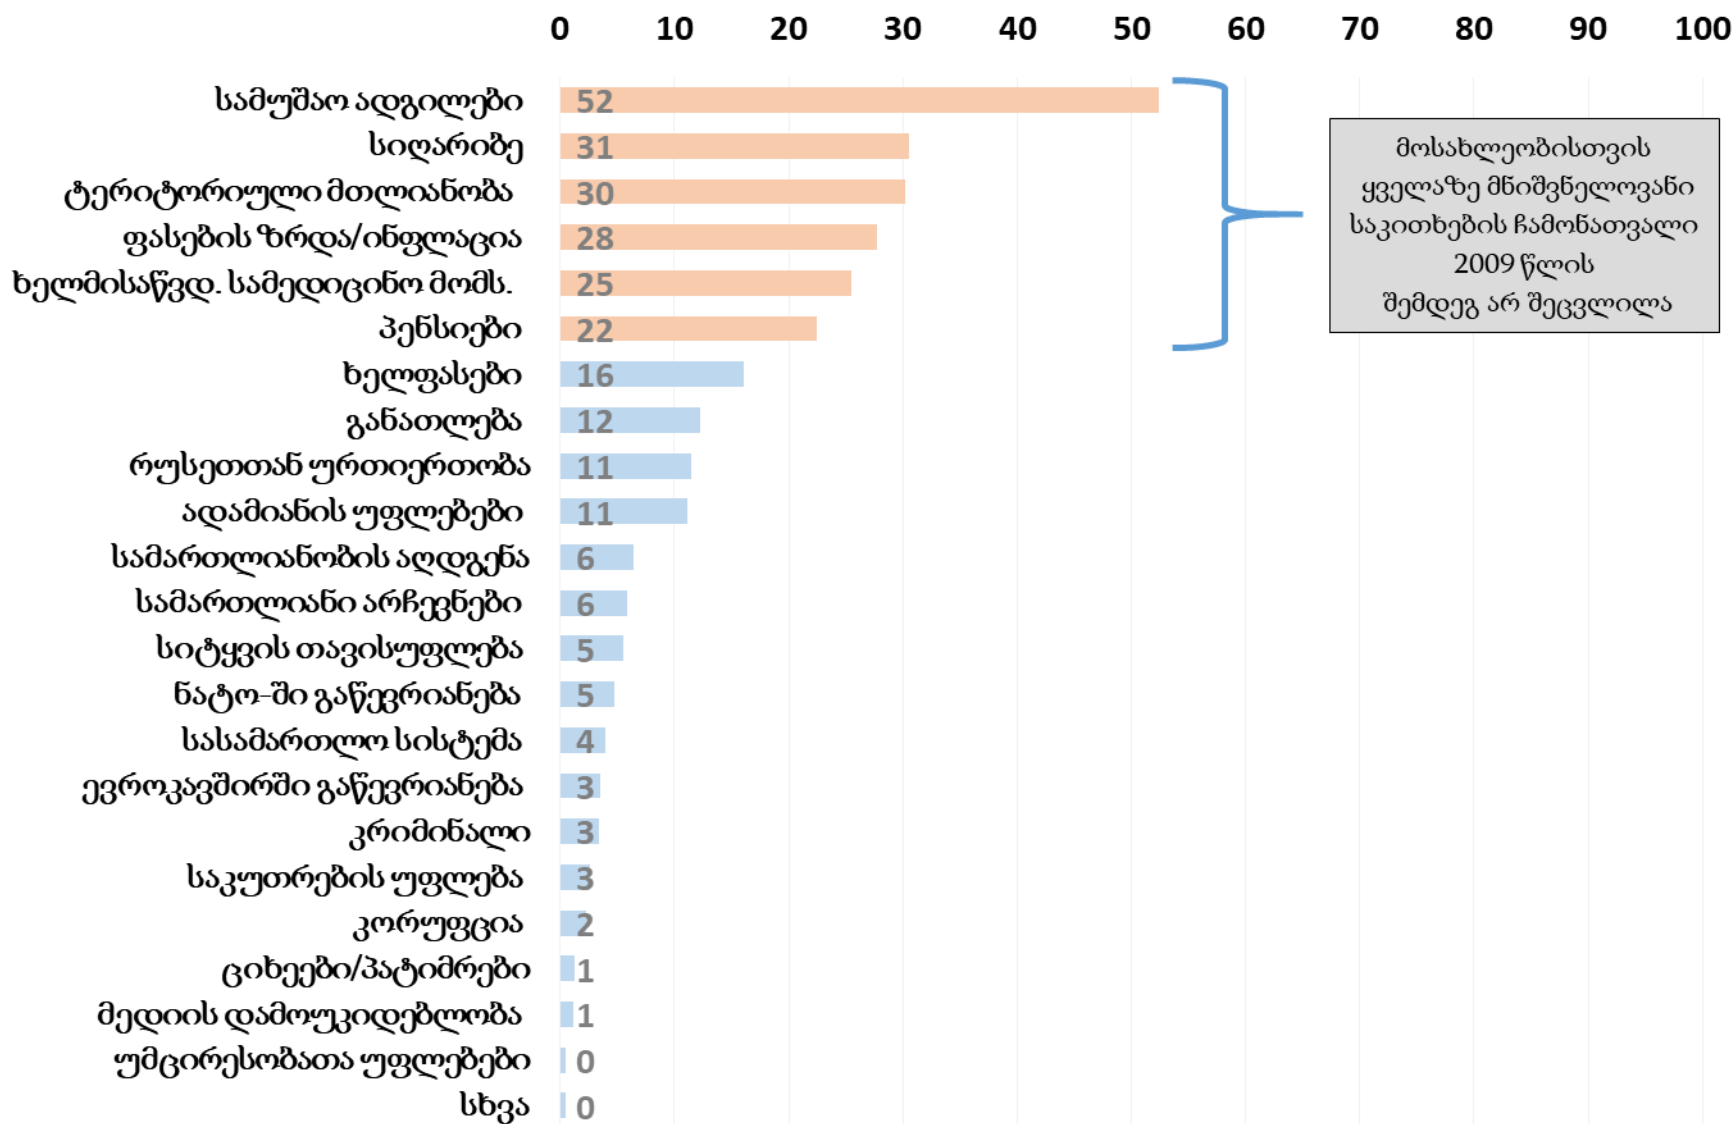 0 10 20 30 40 50 60 70 80 90 100
სამუშაო ადგილები 52
სიღარიბე 31
ტერიტორიული მთლიანობა 30
ფასების ზრდა/ინფლაცია 28
ხელმისაწვდ. სამედიცინო მომს. 25
პენსიები 22
ხელფასები 16
განათლება 12
რუსეთთან ურთიერთობა 11
ადამიანის უფლებები 11
სამართლიანობის აღდგენა 6
სამართლიანი არჩევნები 6
სიტყვის თავისუფლება 5
ნატო-ში გაწევრიანება 5
სასამართლო სისტემა 4
ევროკავშირში გაწევრიანება 3
კრიმინალი 3
საკუთრების უფლება 3
კორუფცია 2
ციხეები/პატიმრები 1
მედიის დამოუკიდებლობა 1
უმცირესობათა უფლებები 0
სხვა 0
მოსახლეობისთვის
ყველაზე მნიშვნელოვანი
საკითხების ჩამონათვალი
2009 წლის
შემდეგ არ შეცვლილა